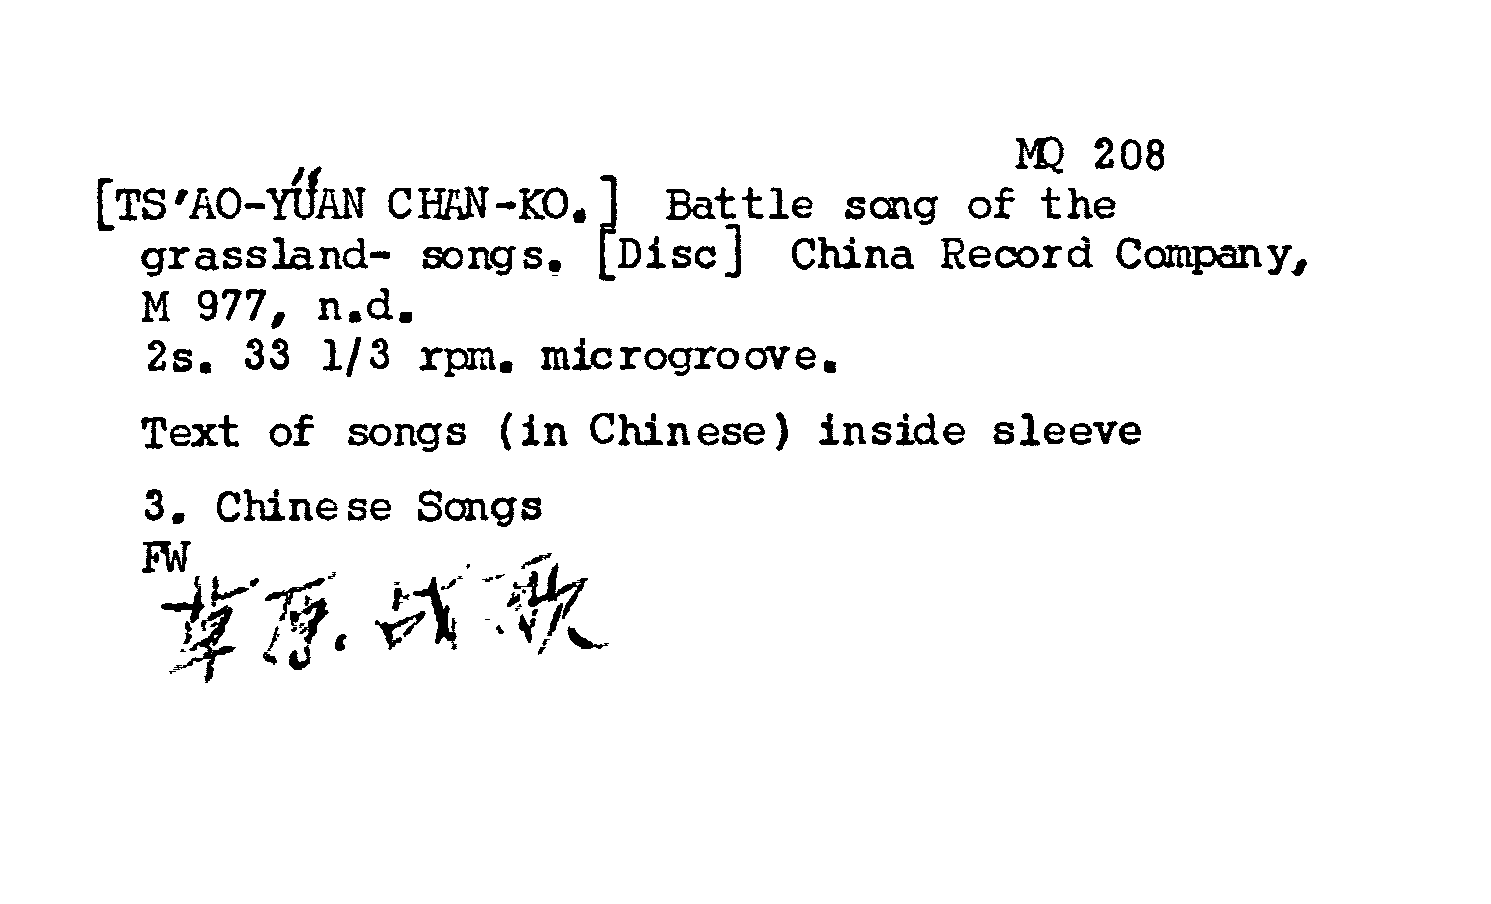 MQ 208
[TS'AO-YÜAN CHAN-KO.] Battle song of the
grassland- songs. [Disc] China Record Company,
M 977, n.d.
2s. 33 1/3 rpm. microgroove.
Text of songs (in Chinese) inside sleeve
3. Chinese Songs
FW
草原.战歌